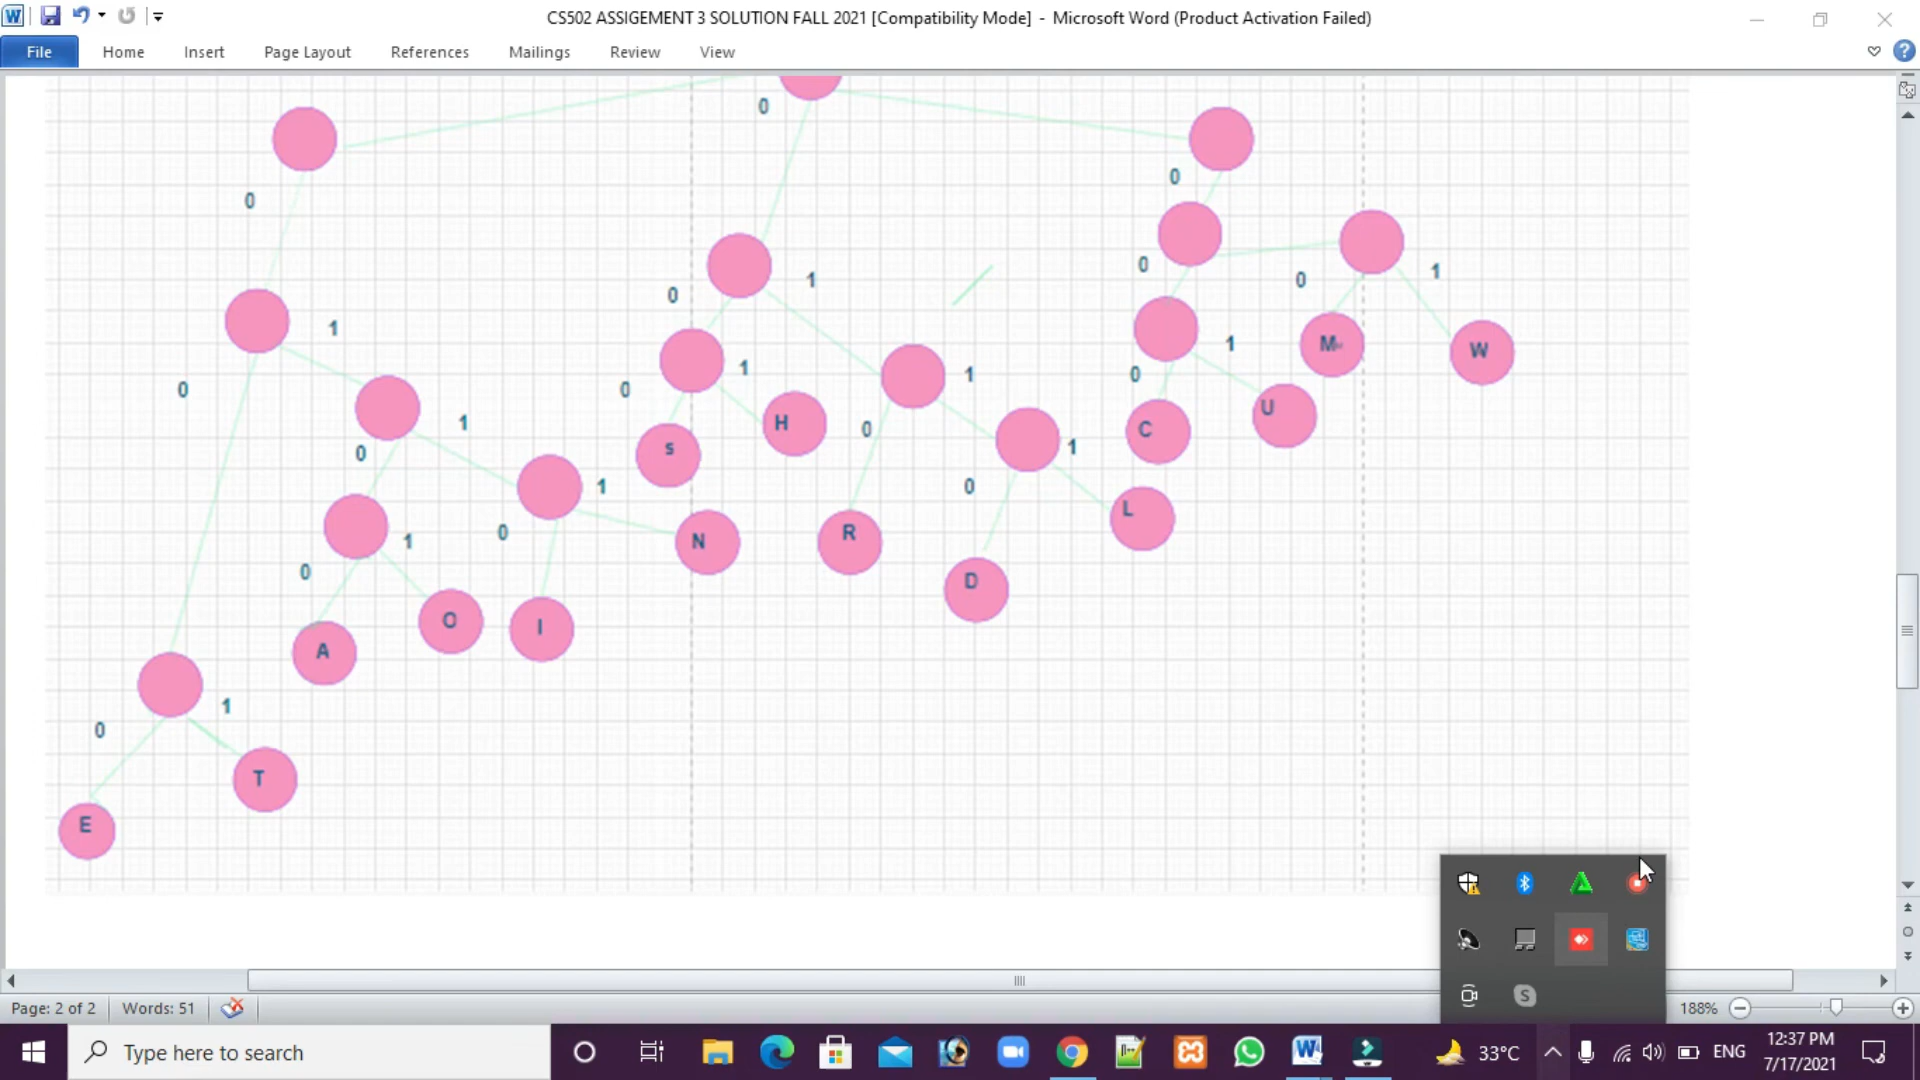 CS502 ASSIGEMENT 3 SOLUTION FALL 2021 [Compatibility Mode] - Microsoft Word (Product Activation Failed)
File Home Insert Page Layout References Mailings Review View
0
0 0
0 1
0 1 0 0 1
1 0 1 0 1 M W
0 1 0 1 0 1
0 1 0 1 C U
s H 0 1
0 1 0
0 1 N R L
A O I D
E T
0 1
Page: 2 of 2 Words: 51 188%
Type here to search
33°C ENG
12:37 PM
7/17/2021